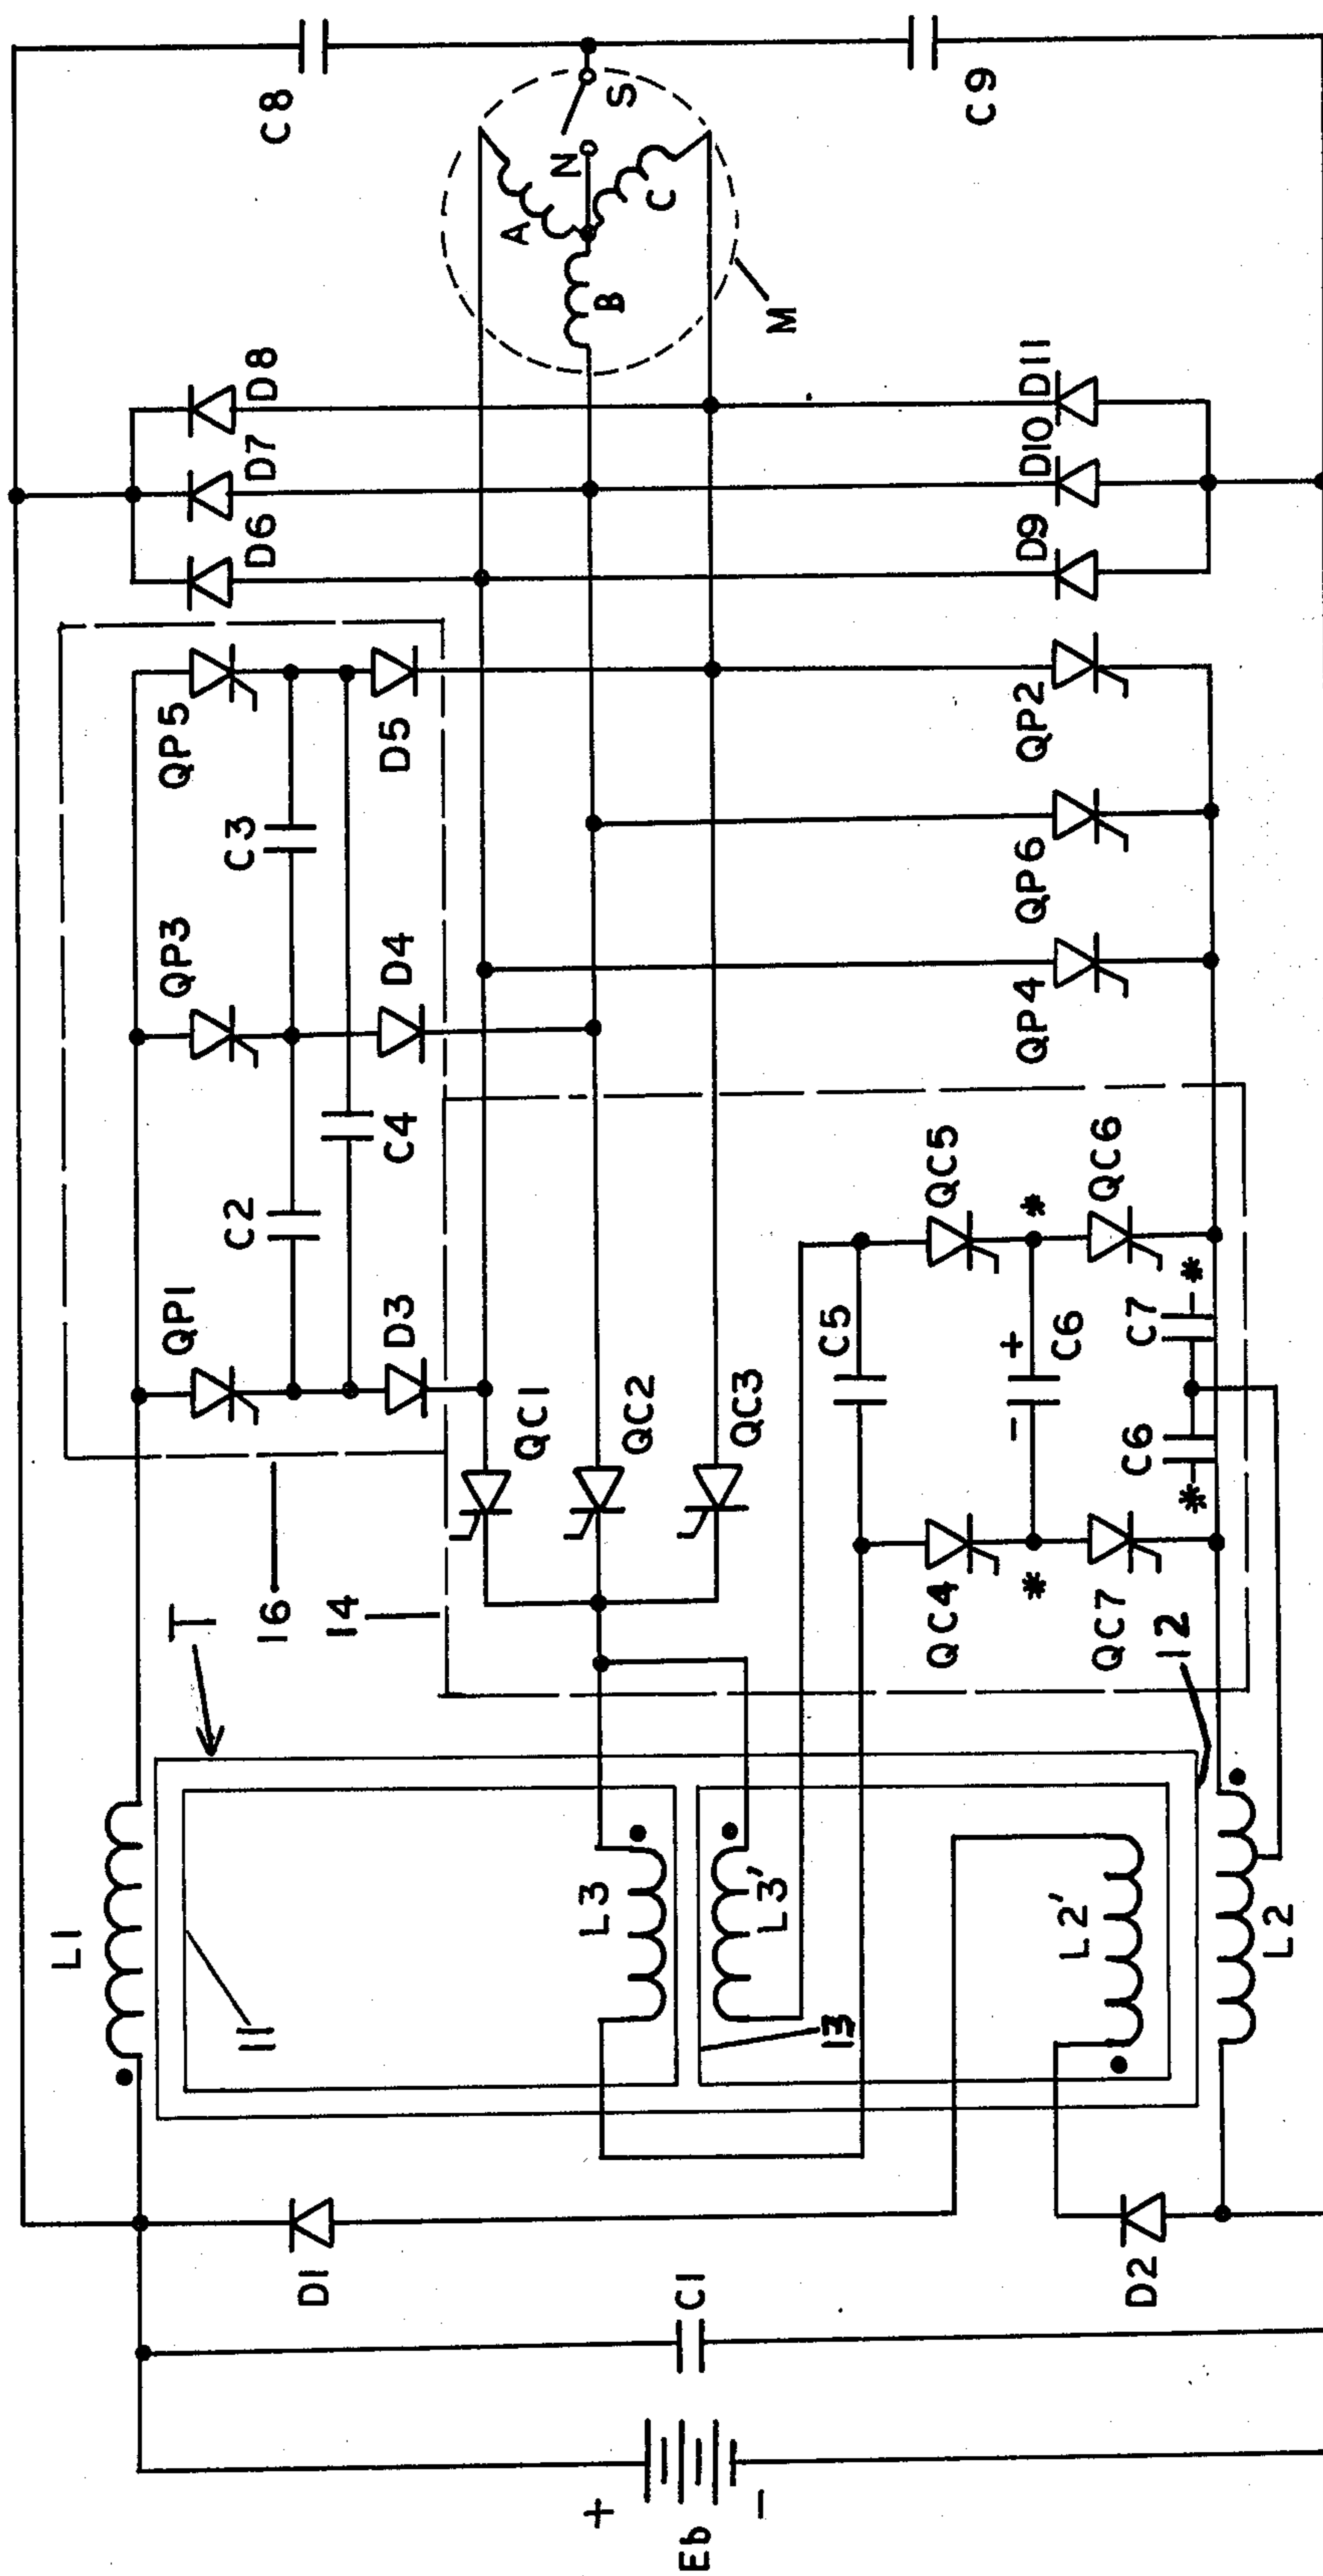 C8
C9
S
N
A
B
C
M
D8
D7
D6
D11
D10
D9
QP5
QP3
QP1
C3
C2
C4
D5
D4
D3
QP2
QP6
QP4
QC1
QC2
QC3
QC5
QC6
QC4
QC7
C5
*
+
-
C6
*
C7 *
C6 *
T
16
14
12
L1
11
L3
L3'
13
L2'
L2
D1
D2
C1
+
Eb
-